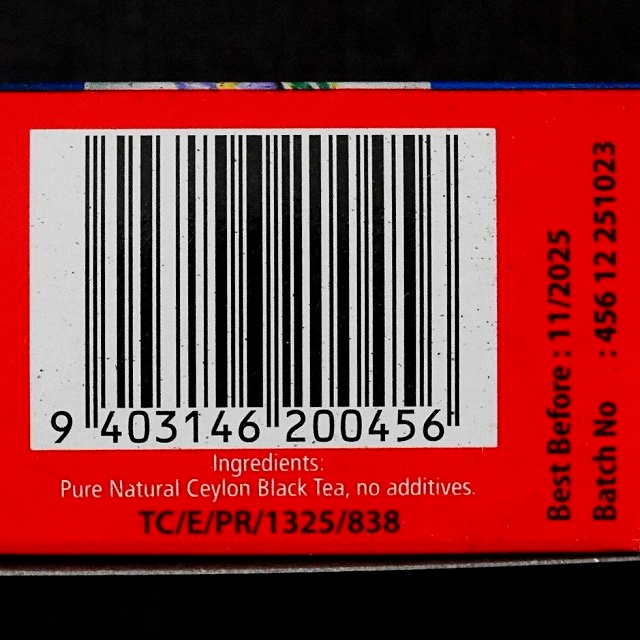 9 403146 200456
Ingredients:
Pure Natural Ceylon Black Tea, no additives.
TC/E/PR/1325/838
Best Before : 11/2025
Batch No : 456 12 251023